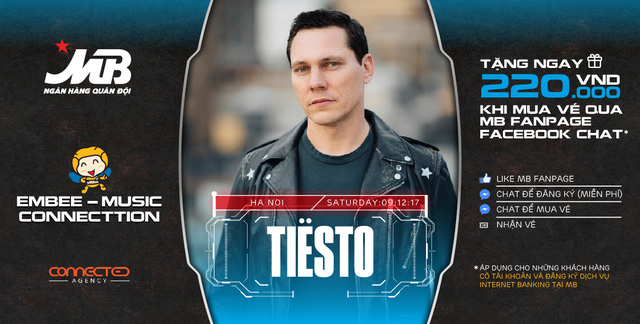 MB
NGÂN HÀNG QUÂN ĐỘI
EMBEE – MUSIC
CONNECTTION
CONNECTED
AGENCY
HA NOI
SATURDAY:09:12:17
TIËSTO
TẶNG NGAY
220.000 VND
KHI MUA VÉ QUA
MB FANPAGE
FACEBOOK CHAT*
LIKE MB FANPAGE
CHAT ĐỂ ĐĂNG KÝ (MIỄN PHÍ)
CHAT ĐỂ MUA VÉ
NHẬN VÉ
*ÁP DỤNG CHO NHỮNG KHÁCH HÀNG
CÓ TÀI KHOẢN VÀ ĐĂNG KÝ DỊCH VỤ
INTERNET BANKING TẠI MB